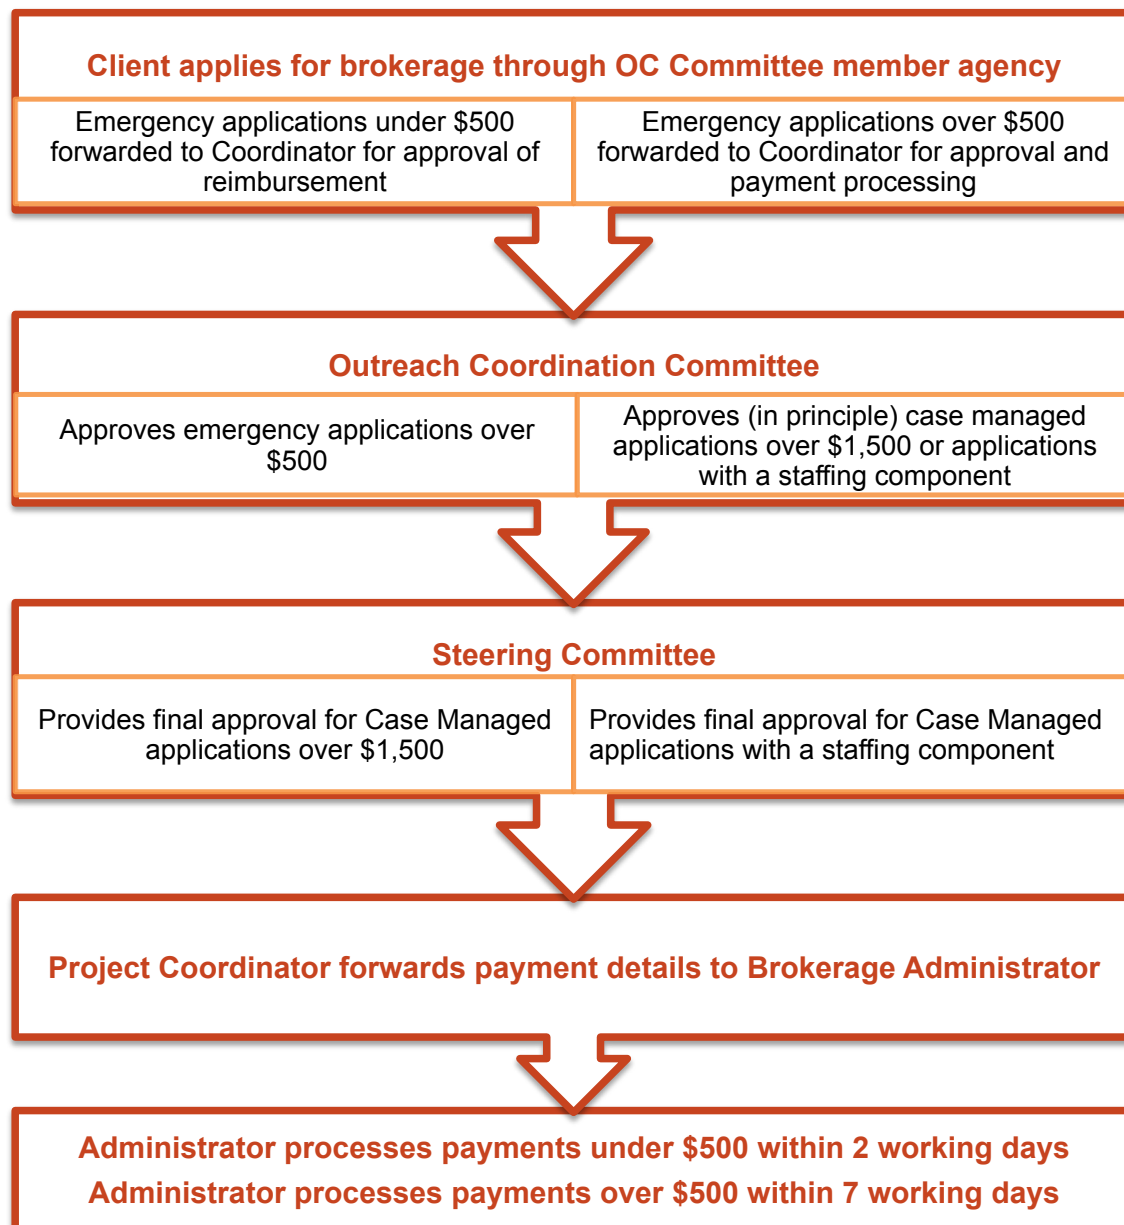 Client applies for brokerage through OC Committee member agency
Emergency applications under $500
forwarded to Coordinator for approval of
reimbursement
Emergency applications over $500
forwarded to Coordinator for approval and
payment processing
Outreach Coordination Committee
Approves emergency applications over
$500
Approves (in principle) case managed
applications over $1,500 or applications
with a staffing component
Steering Committee
Provides final approval for Case Managed
applications over $1,500
Provides final approval for Case Managed
applications with a staffing component
Project Coordinator forwards payment details to Brokerage Administrator
Administrator processes payments under $500 within 2 working days
Administrator processes payments over $500 within 7 working days